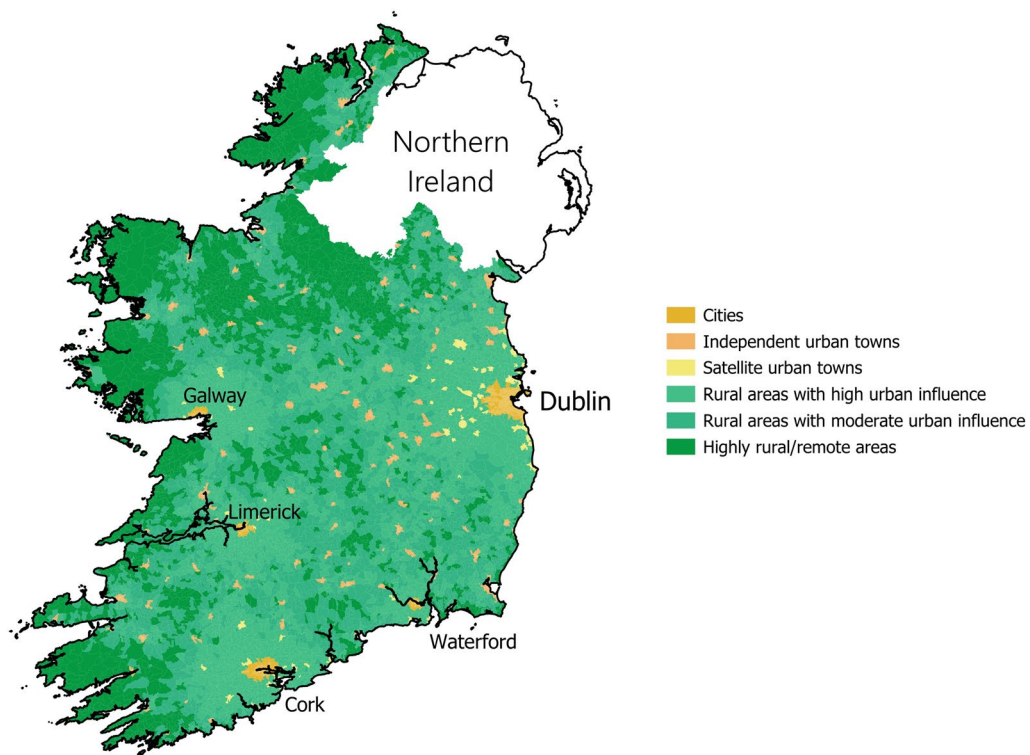 Northern
Ireland
Galway
Dublin
Limerick
Waterford
Cork
Cities
Independent urban towns
Satellite urban towns
Rural areas with high urban influence
Rural areas with moderate urban influence
Highly rural/remote areas